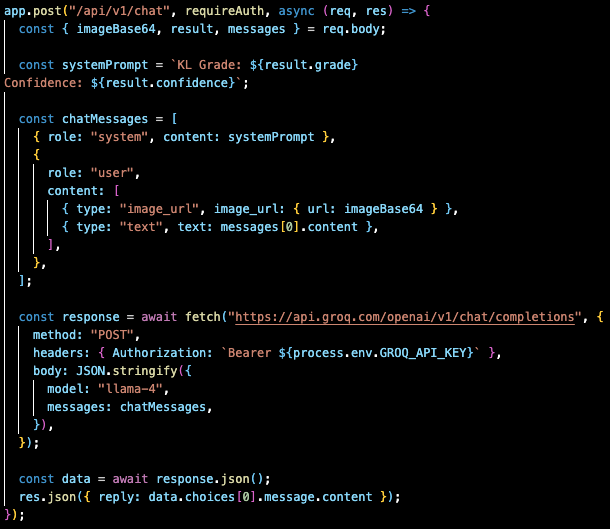 app.post("/api/v1/chat", requireAuth, async (req, res) => {
  const { imageBase64, result, messages } = req.body;

  const systemPrompt = `KL Grade: ${result.grade}
Confidence: ${result.confidence}`;

  const chatMessages = [
    { role: "system", content: systemPrompt },
    {
      role: "user",
      content: [
        { type: "image_url", image_url: { url: imageBase64 } },
        { type: "text", text: messages[0].content },
      ],
    },
  ];

  const response = await fetch("https://api.groq.com/openai/v1/chat/completions", {
    method: "POST",
    headers: { Authorization: `Bearer ${process.env.GROQ_API_KEY}` },
    body: JSON.stringify({
      model: "llama-4",
      messages: chatMessages,
    }),
  });

  const data = await response.json();
  res.json({ reply: data.choices[0].message.content });
});